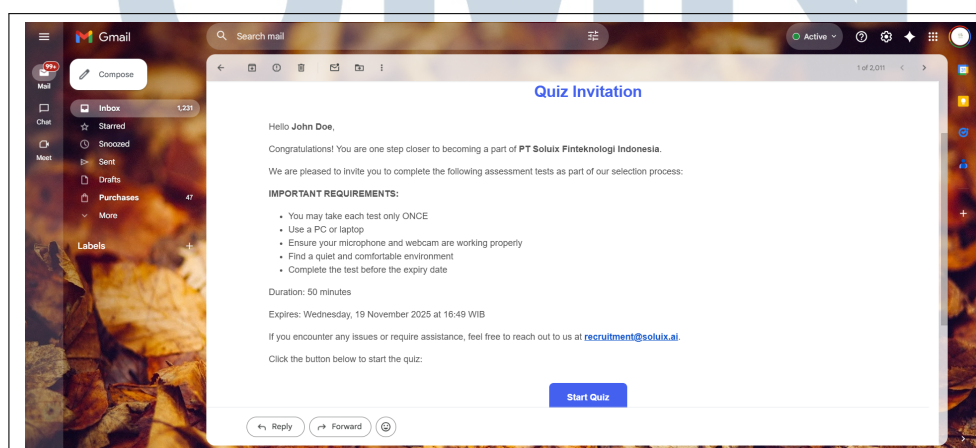 Gmail
Search mail
Active
99+
Mail
Compose
1 of 2,011
Quiz Invitation
Inbox 1,231
Chat
Starred
Snoozed
Meet
Sent
Drafts
Purchases 47
More
Labels
Hello John Doe,
Congratulations! You are one step closer to becoming a part of PT Soluix Finteknologi Indonesia.
We are pleased to invite you to complete the following assessment tests as part of our selection process:
IMPORTANT REQUIREMENTS:
• You may take each test only ONCE
• Use a PC or laptop
• Ensure your microphone and webcam are working properly
• Find a quiet and comfortable environment
• Complete the test before the expiry date
Duration: 50 minutes
Expires: Wednesday, 19 November 2025 at 16:49 WIB
If you encounter any issues or require assistance, feel free to reach out to us at recruitment@soluix.ai.
Click the button below to start the quiz:
Start Quiz
Reply
Forward